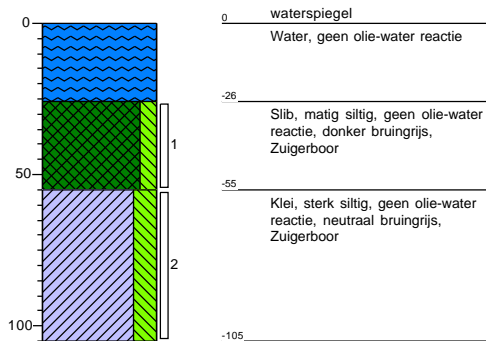 0
50
100
1
2
0 waterspiegel
Water, geen olie-water reactie
-26
Slib, matig siltig, geen olie-water
reactie, donker bruingrijs,
Zuigerboor
-55
Klei, sterk siltig, geen olie-water
reactie, neutraal bruingrijs,
Zuigerboor
-105